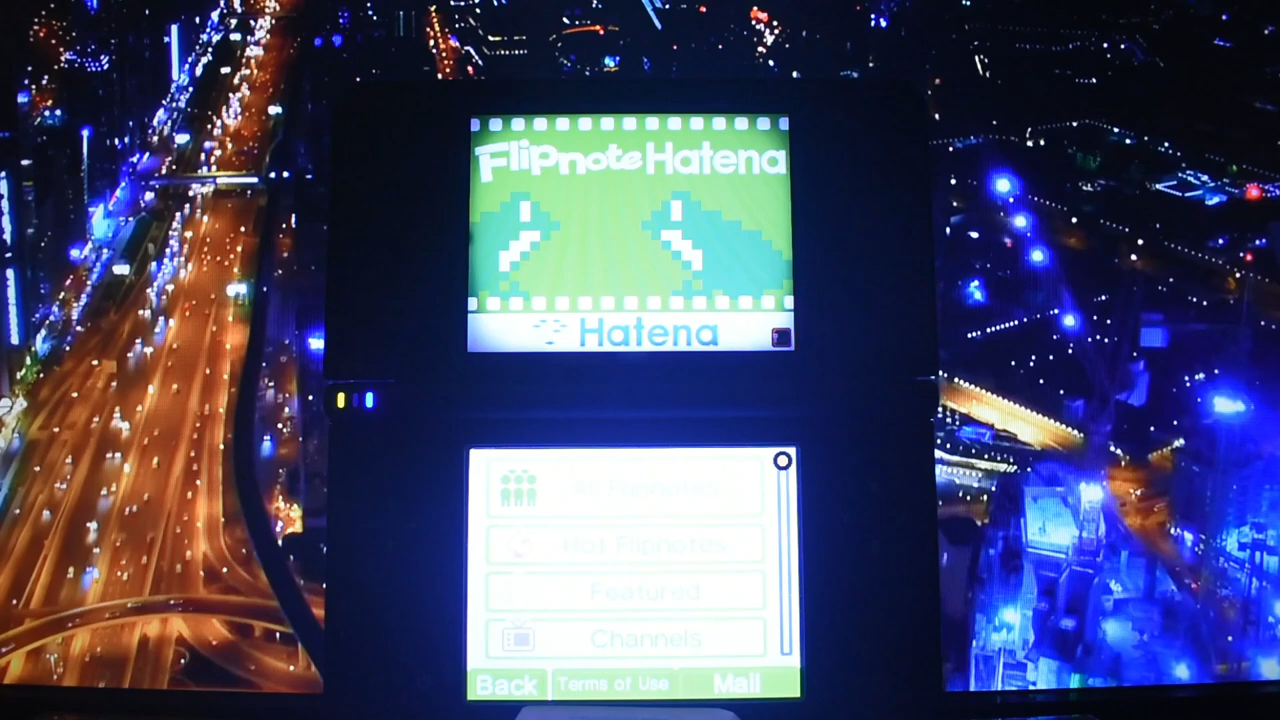 Flipnote Hatena
Hatena
All Flipnotes
Hot Flipnotes
Featured
Channels
Back
Terms of Use
Mail